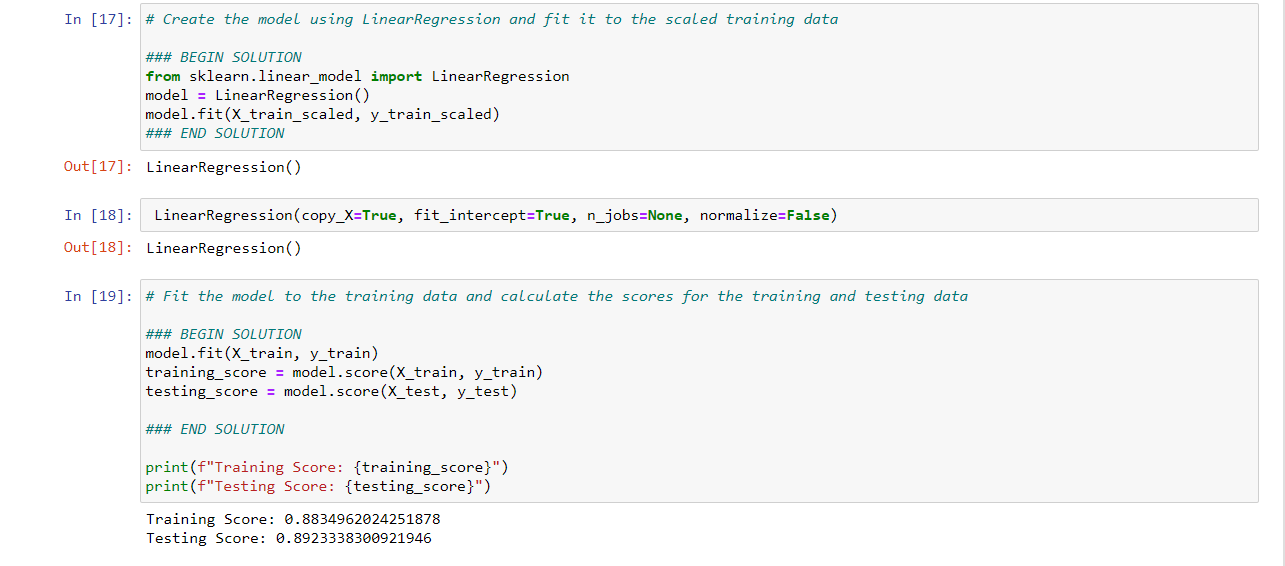 In [17]: # Create the model using LinearRegression and fit it to the scaled training data
### BEGIN SOLUTION
from sklearn.linear_model import LinearRegression
model = LinearRegression()
model.fit(X_train_scaled, y_train_scaled)
### END SOLUTION
Out[17]: LinearRegression()
In [18]: LinearRegression(copy_X=True, fit_intercept=True, n_jobs=None, normalize=False)
Out[18]: LinearRegression()
In [19]: # Fit the model to the training data and calculate the scores for the training and testing data
### BEGIN SOLUTION
model.fit(X_train, y_train)
training_score = model.score(X_train, y_train)
testing_score = model.score(X_test, y_test)
### END SOLUTION
print(f"Training Score: {training_score}")
print(f"Testing Score: {testing_score}")
Training Score: 0.8834962024251878
Testing Score: 0.8923338300921946